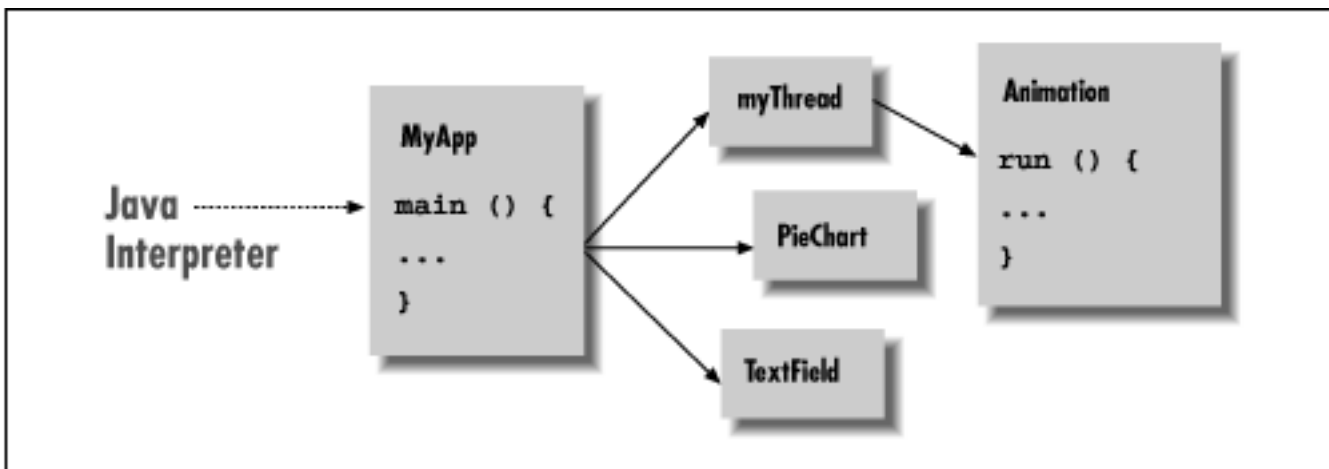 Java
Interpreter
MyApp
main () {
...
}
myThread
PieChart
TextField
Animation
run () {
...
}